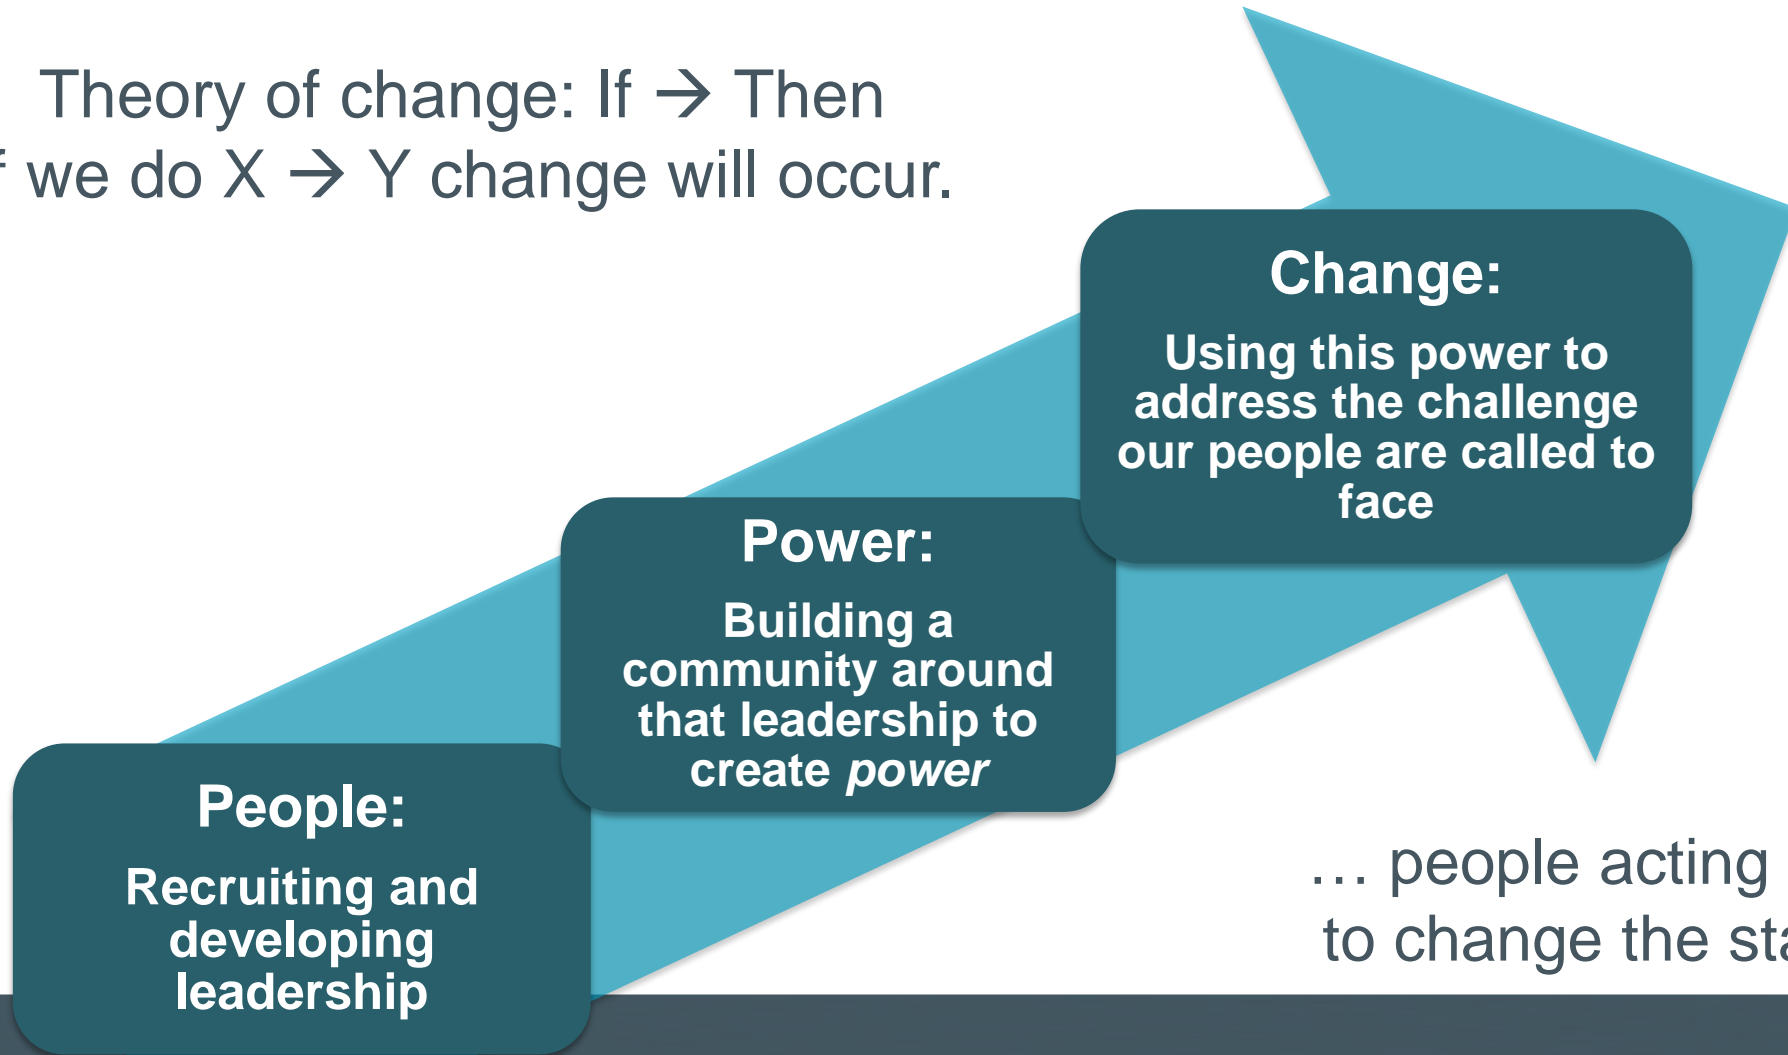 Theory of change: If → Then
we do X → Y change will occur.
Change:
Using this power to
address the challenge
our people are called to
face
Power:
Building a
community around
that leadership to
create power
People:
Recruiting and
developing
leadership
… people acting
to change the